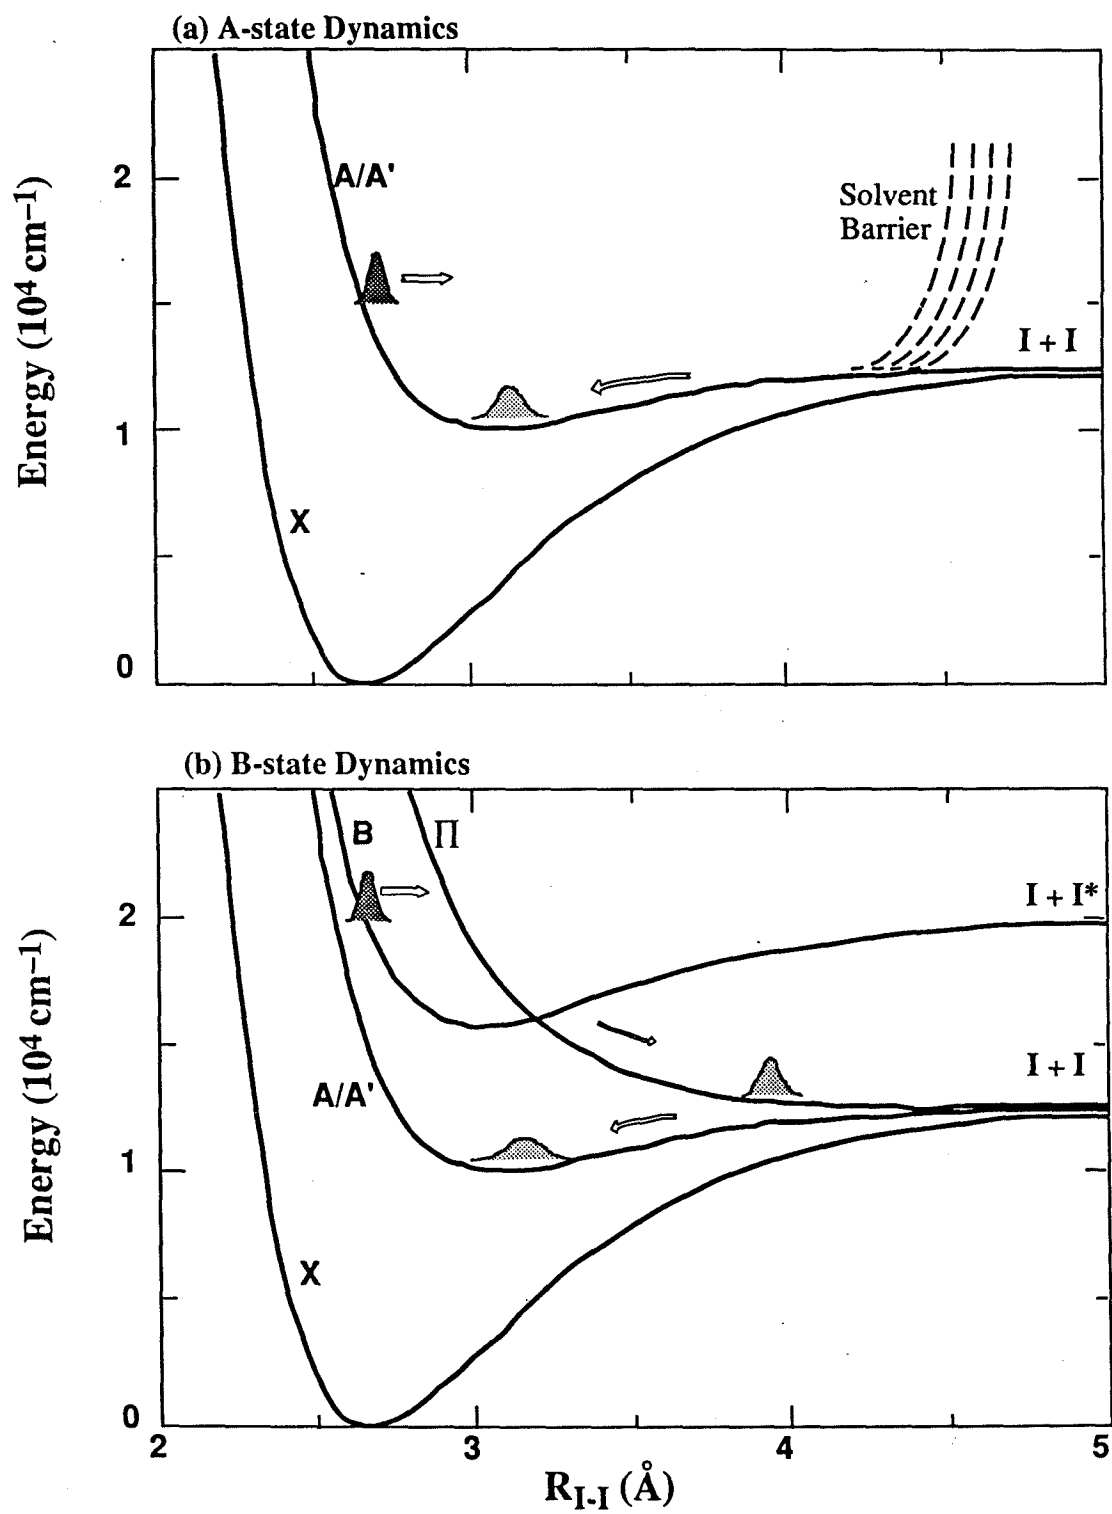 (a) A-state Dynamics
Energy (10⁴ cm⁻¹)
2
1
0
A/A'
X
Solvent
Barrier
I + I
(b) B-state Dynamics
Energy (10⁴ cm⁻¹)
2
1
0
B
Π
A/A'
X
I + I*
I + I
2
3
4
5
R_I-I (Å)